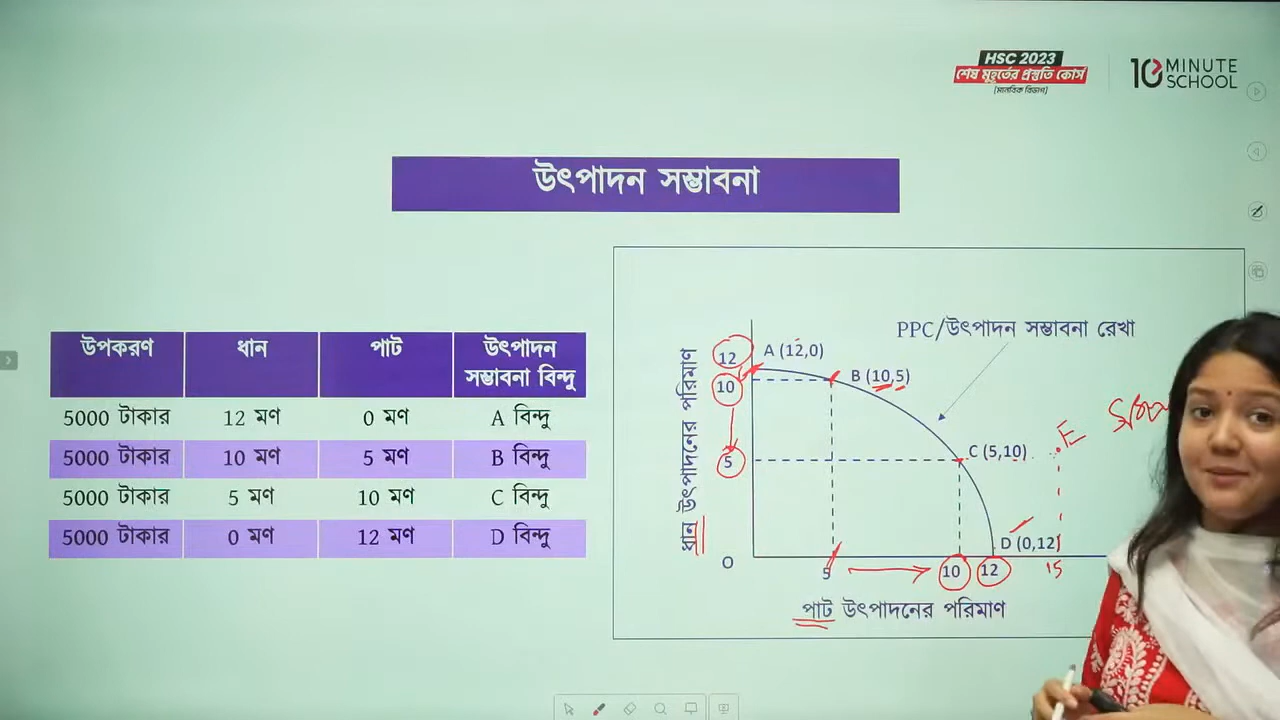 HSC 2023
শেষ মুহূর্তের প্রস্তুতি কোর্স
(মানবিক বিভাগ)
10 MINUTE SCHOOL
উৎপাদন সম্ভাবনা
উপকরণ ধান পাট উৎপাদন সম্ভাবনা বিন্দু
5000 টাকার 12 মণ 0 মণ A বিন্দু
5000 টাকার 10 মণ 5 মণ B বিন্দু
5000 টাকার 5 মণ 10 মণ C বিন্দু
5000 টাকার 0 মণ 12 মণ D বিন্দু
PPC/উৎপাদন সম্ভাবনা রেখা
ধান উৎপাদনের পরিমাণ
12
10
5
A (12,0)
B (10,5)
C (5,10)
E
D (0,12)
O
5 10 12 15
পাট উৎপাদনের পরিমাণ